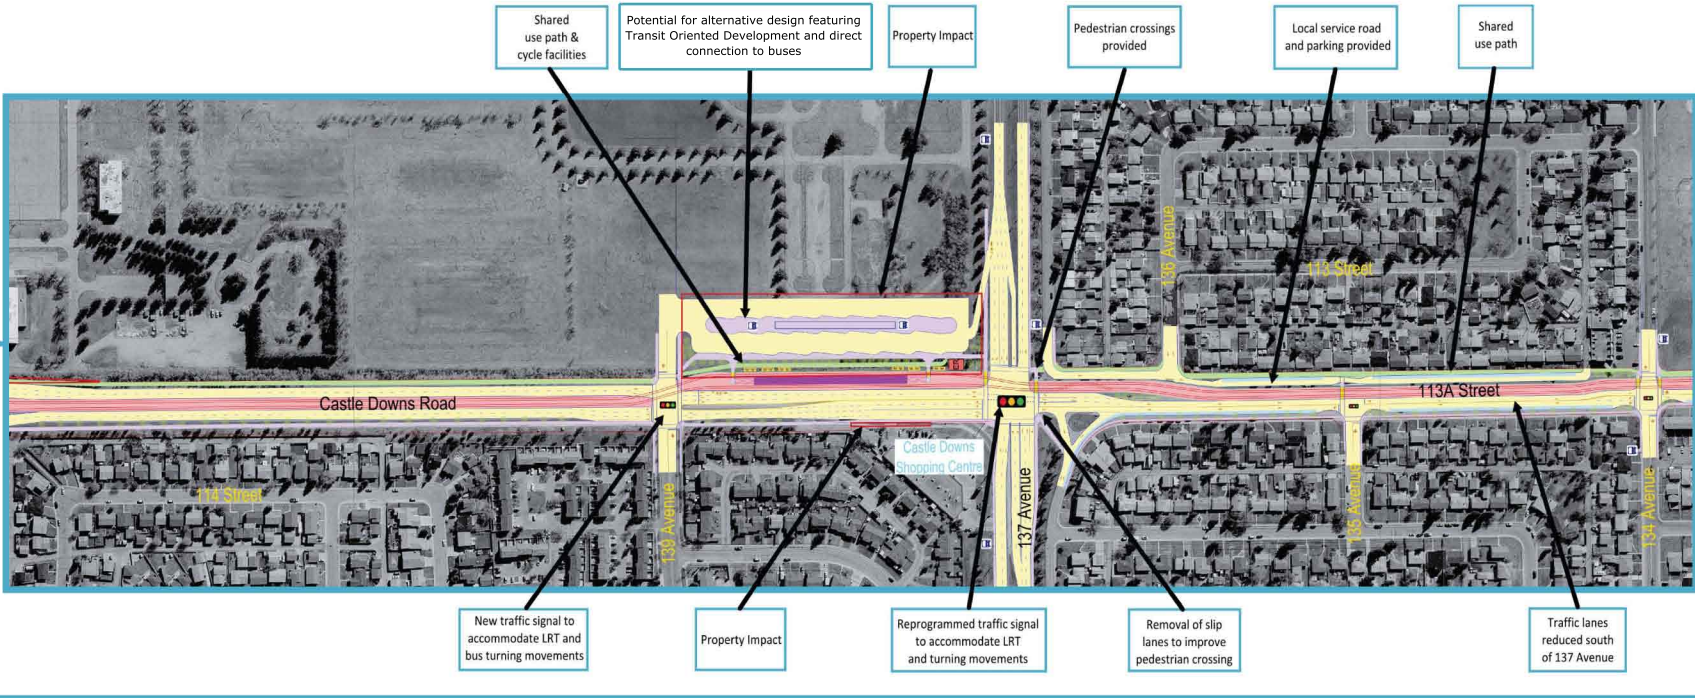 Shared
use path &
cycle facilities
Potential for alternative design featuring
Transit Oriented Development and direct
connection to buses
Property Impact
Pedestrian crossings
provided
Local service road
and parking provided
Shared
use path
136 Avenue
113 Street
Castle Downs Road
113A Street
Castle Downs
Shopping Centre
114 Street
139 Avenue
137 Avenue
135 Avenue
134 Avenue
New traffic signal to
accommodate LRT and
bus turning movements
Property Impact
Reprogrammed traffic signal
to accommodate LRT
and turning movements
Removal of slip
lanes to improve
pedestrian crossing
Traffic lanes
reduced south
of 137 Avenue